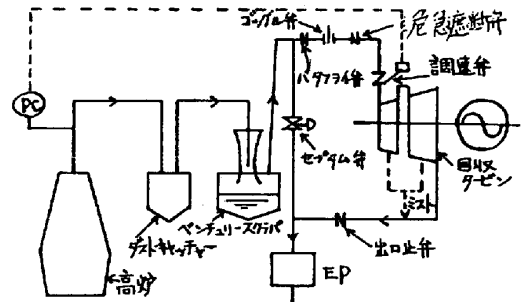 ゴッグル弁
危急遮断弁
PC
バタフライ弁
調速弁
セプタム弁
回収
タービン
ミスト
ベンチュリースクラバ
ダストキャッチャー
出口止弁
高炉
EP